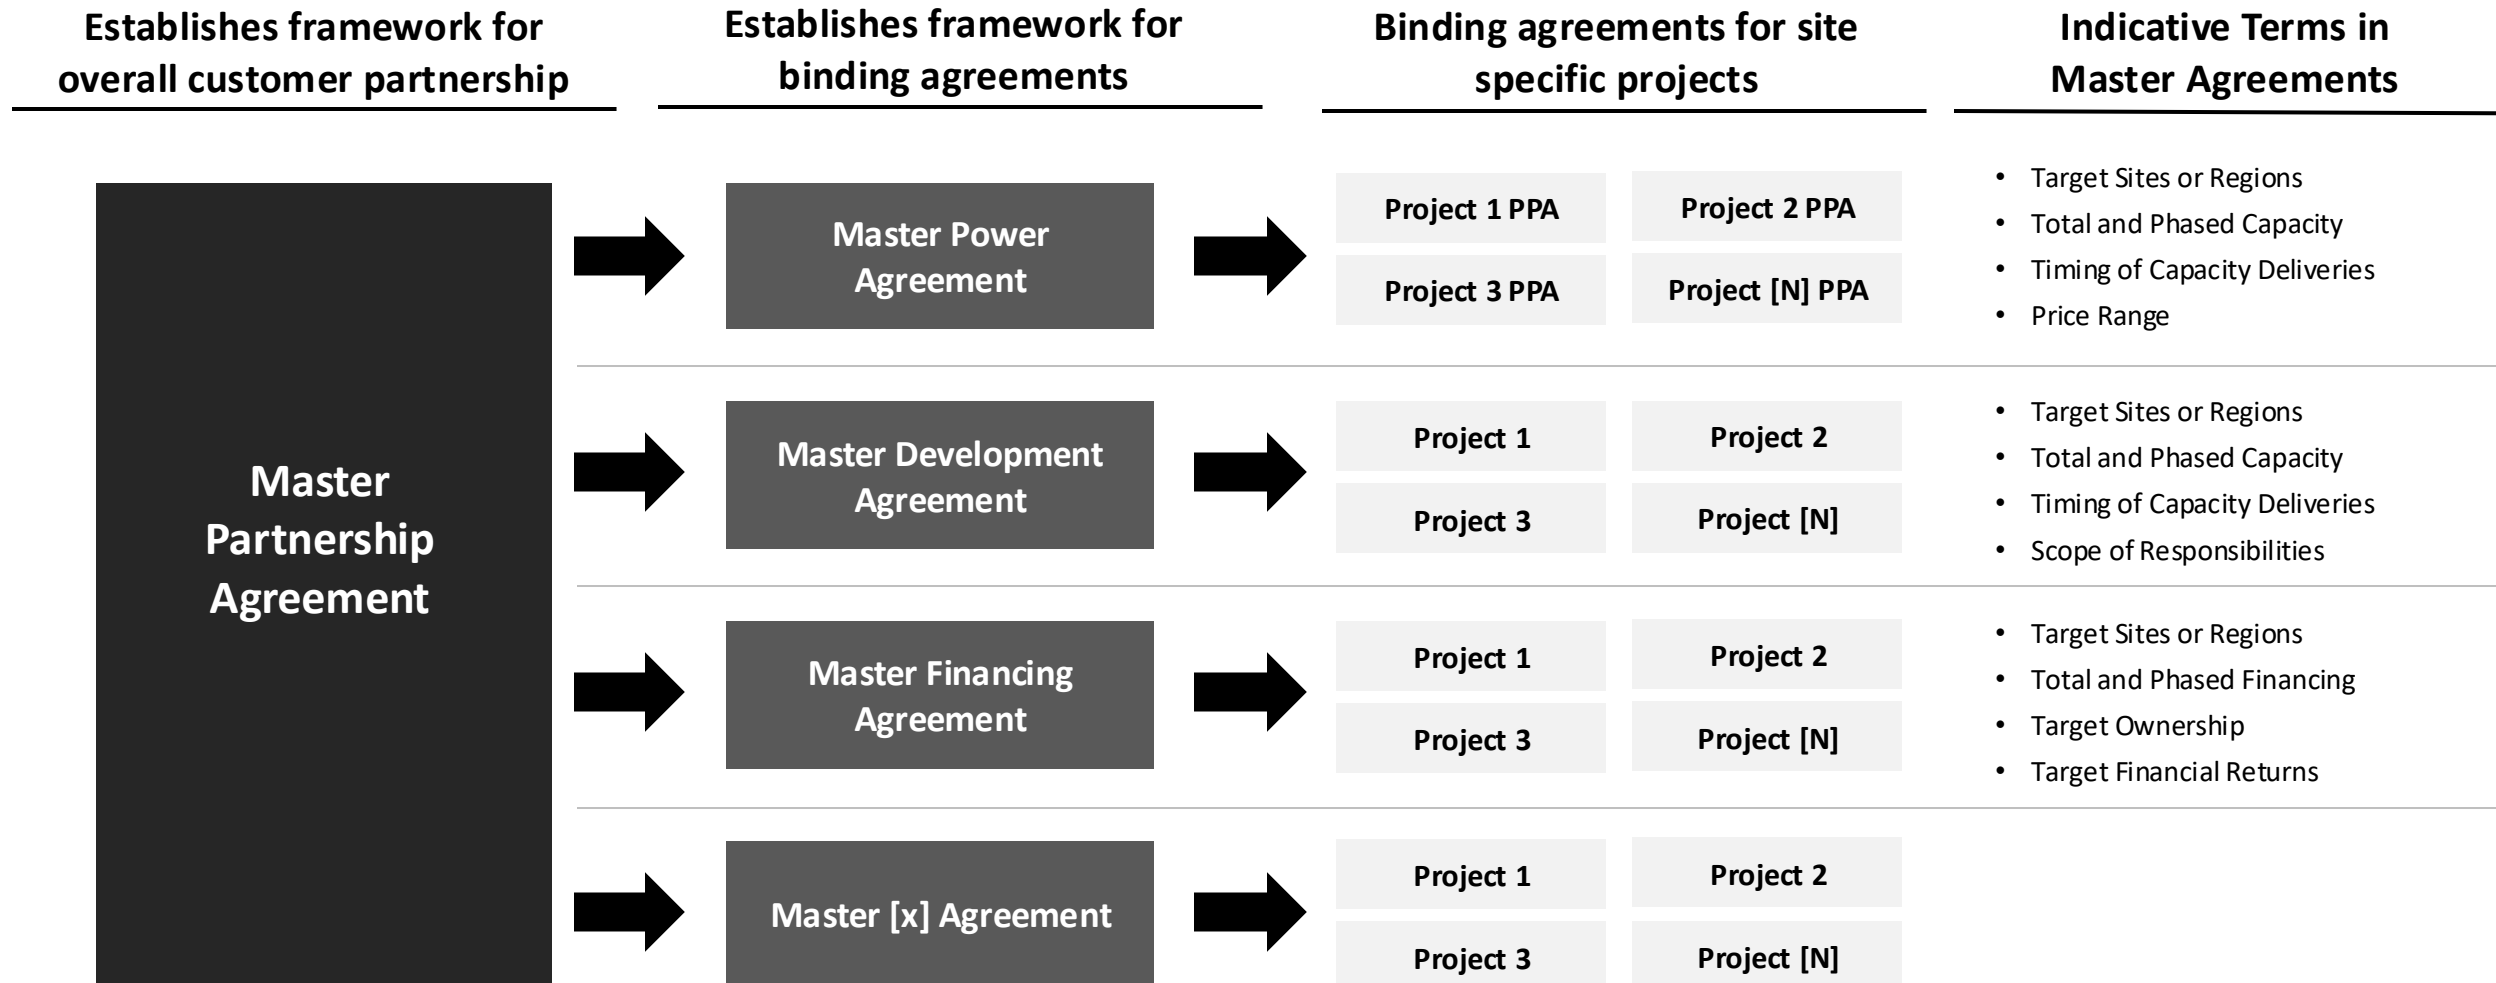 Establishes framework for
overall customer partnership
Establishes framework for
binding agreements
Binding agreements for site
specific projects
Indicative Terms in
Master Agreements
Master
Partnership
Agreement
Master Power
Agreement
Project 1 PPA
Project 2 PPA
Project 3 PPA
Project [N] PPA
• Target Sites or Regions
• Total and Phased Capacity
• Timing of Capacity Deliveries
• Price Range
Master Development
Agreement
Project 1
Project 2
Project 3
Project [N]
• Target Sites or Regions
• Total and Phased Capacity
• Timing of Capacity Deliveries
• Scope of Responsibilities
Master Financing
Agreement
Project 1
Project 2
Project 3
Project [N]
• Target Sites or Regions
• Total and Phased Financing
• Target Ownership
• Target Financial Returns
Master [x] Agreement
Project 1
Project 2
Project 3
Project [N]